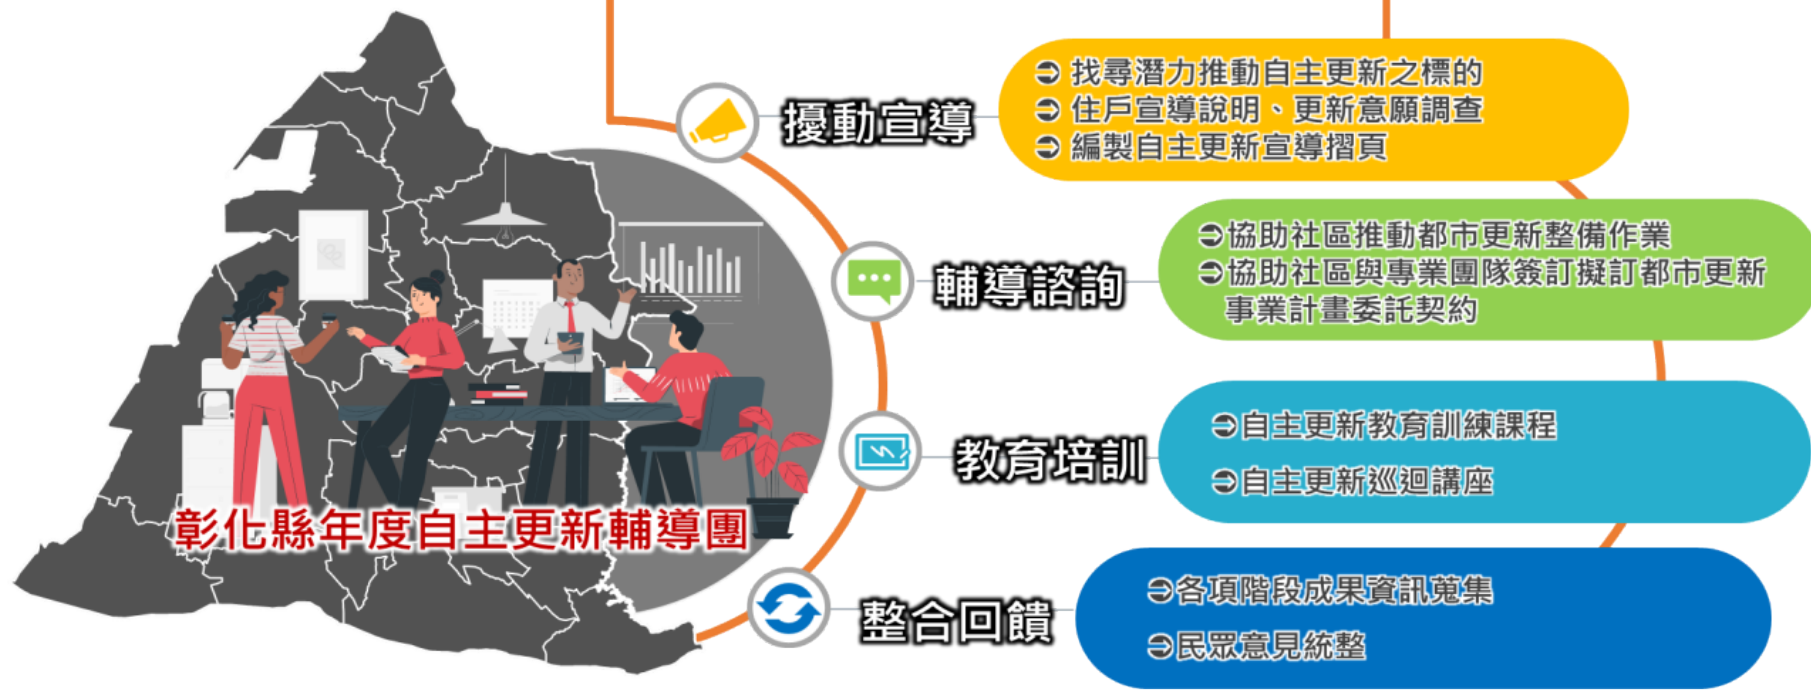 擾動宣導
➲ 找尋潛力推動自主更新之標的
➲ 住戶宣導說明、更新意願調查
➲ 編製自主更新宣導摺頁
輔導諮詢
➲協助社區推動都市更新整備作業
➲協助社區與專業團隊簽訂擬訂都市更新
事業計畫委託契約
教育培訓
➲自主更新教育訓練課程
➲自主更新巡迴講座
彰化縣年度自主更新輔導團
整合回饋
➲各項階段成果資訊蒐集
➲民眾意見統整